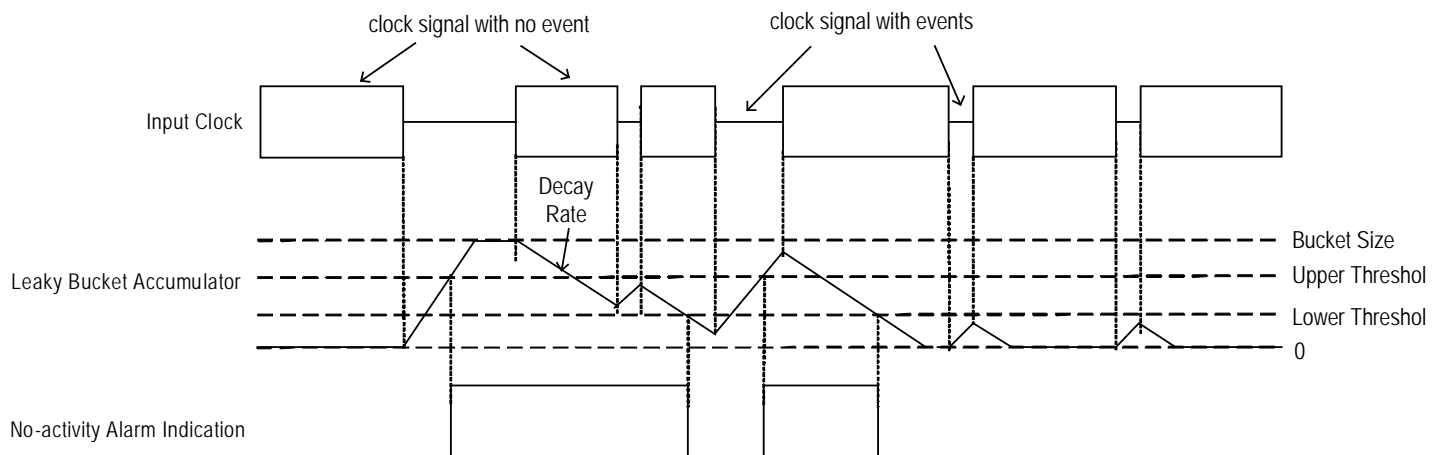 clock signal with no event
clock signal with events
Input Clock
Decay
Rate
Bucket Size
Leaky Bucket Accumulator
Upper Threshol
Lower Threshol
0
No-activity Alarm Indication